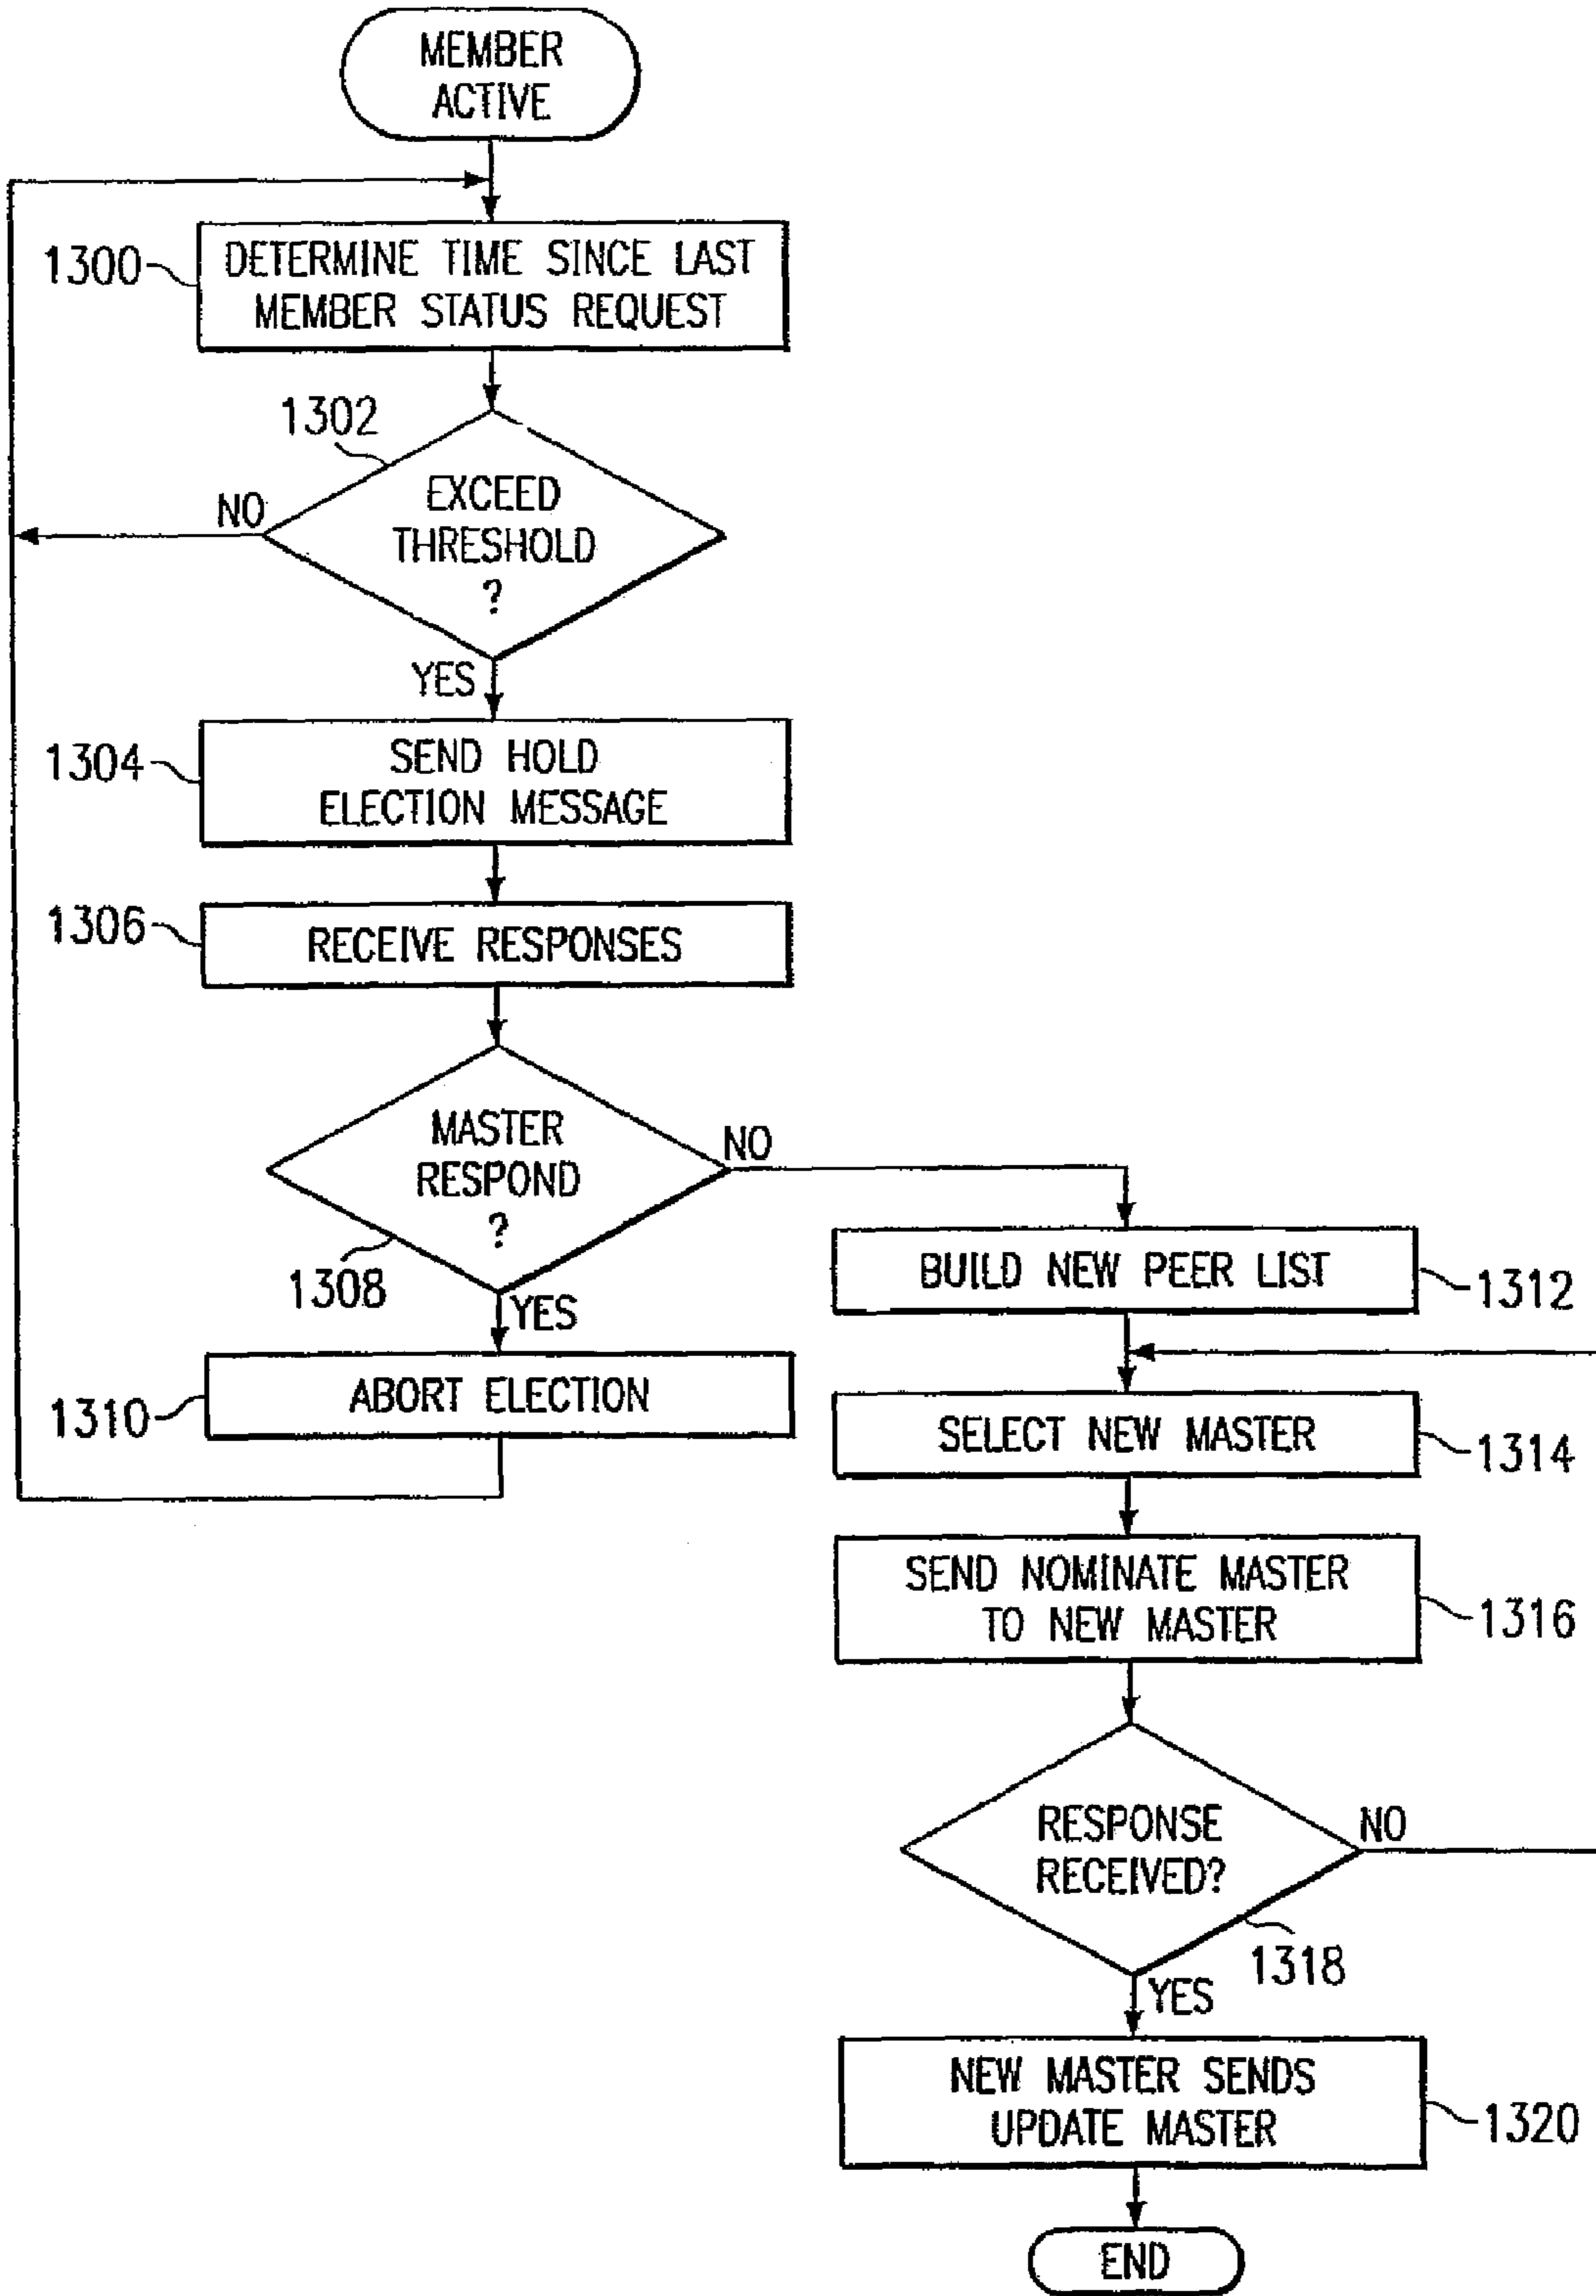 MEMBER
ACTIVE
1300
DETERMINE TIME SINCE LAST
MEMBER STATUS REQUEST
1302
EXCEED
THRESHOLD
?
NO
YES
1304
SEND HOLD
ELECTION MESSAGE
1306
RECEIVE RESPONSES
MASTER
RESPOND
?
NO
1308
YES
1310
ABORT ELECTION
BUILD NEW PEER LIST
1312
SELECT NEW MASTER
1314
SEND NOMINATE MASTER
TO NEW MASTER
1316
RESPONSE
RECEIVED?
NO
1318
YES
NEW MASTER SENDS
UPDATE MASTER
1320
END